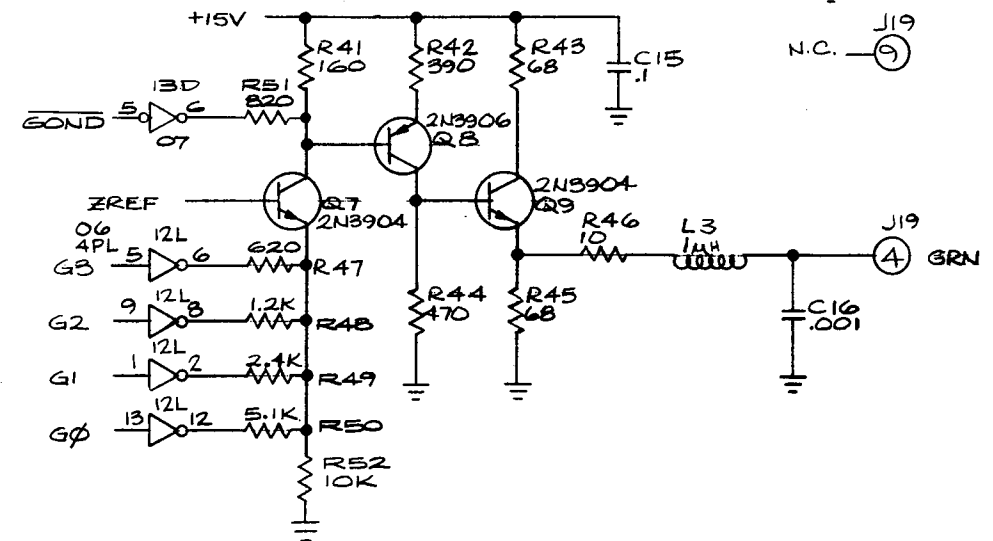 +15V
R41
160
R42
390
R43
68
C15
.1
N.C.
J19
9
GOND
5
13D
6
07
R51
820
2N3906
Q8
ZREF
Q7
2N3904
2N3904
Q9
R46
10
L3
1μH
J19
4
GRN
06
4PL
G3
5
12L
6
620
R47
G2
9
12L
8
1.2K
R48
G1
1
12L
2
2.4K
R49
GØ
13
12L
12
5.1K
R50
R44
470
R45
68
C16
.001
R52
10K